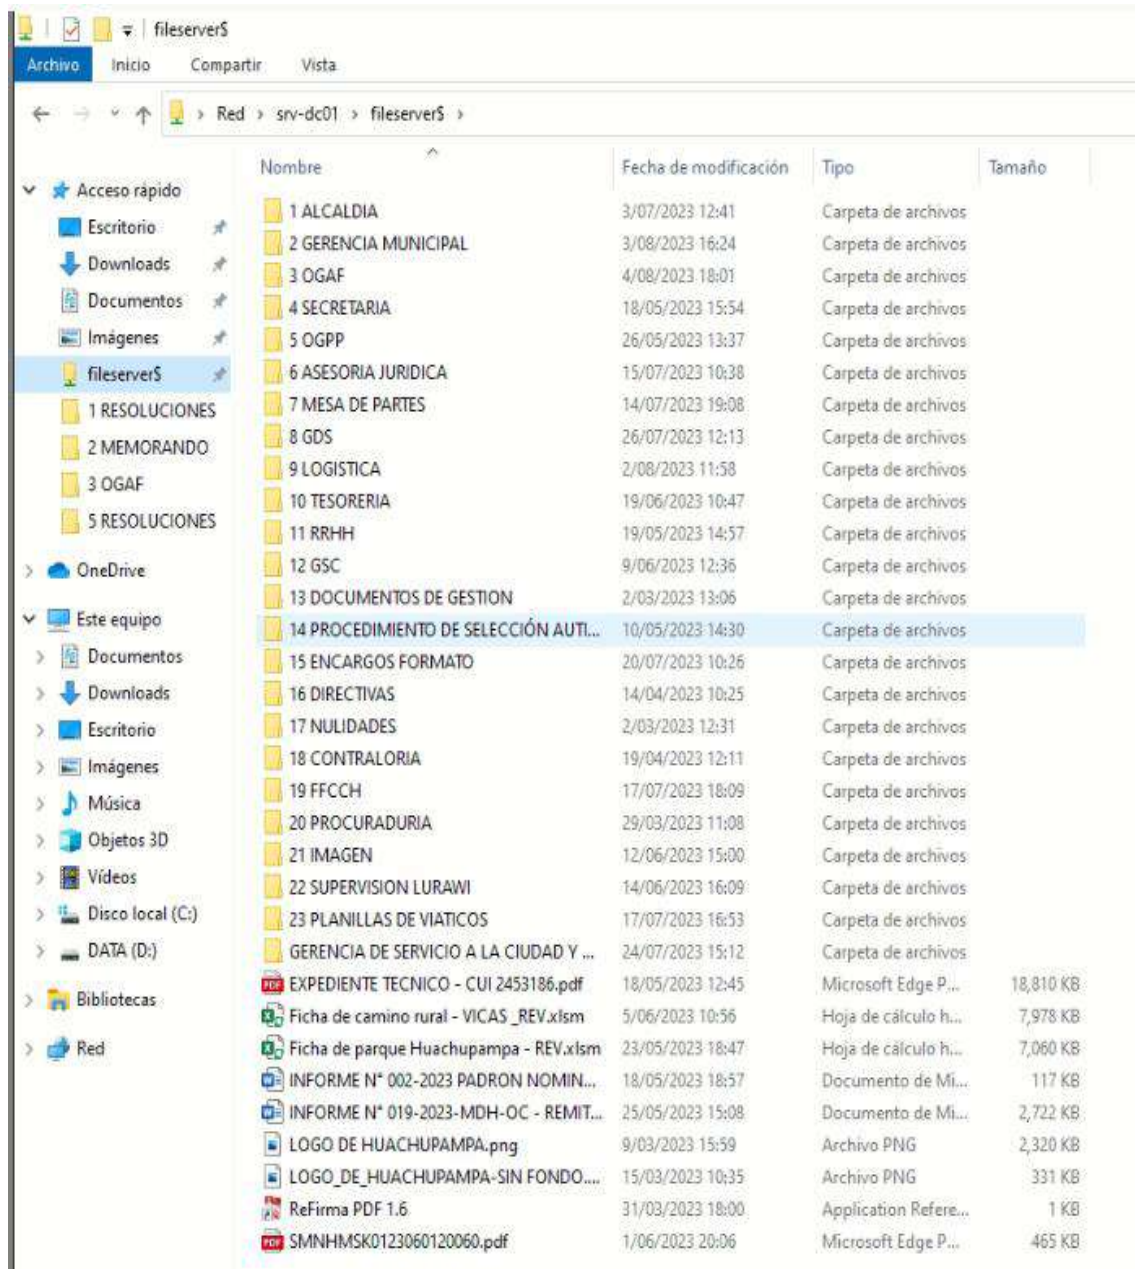 fileserver$
Archivo Inicio Compartir Vista
Red > srv-dc01 > fileserver$ >
Nombre Fecha de modificación Tipo Tamaño
Acceso rápido
Escritorio
Downloads
Documentos
Imágenes
fileserver$
1 RESOLUCIONES
2 MEMORANDO
3 OGAF
5 RESOLUCIONES
OneDrive
Este equipo
Documentos
Downloads
Escritorio
Imágenes
Música
Objetos 3D
Vídeos
Disco local (C:)
DATA (D:)
Bibliotecas
Red
1 ALCALDIA 3/07/2023 12:41 Carpeta de archivos
2 GERENCIA MUNICIPAL 3/08/2023 16:24 Carpeta de archivos
3 OGAF 4/08/2023 18:01 Carpeta de archivos
4 SECRETARIA 18/05/2023 15:54 Carpeta de archivos
5 OGPP 26/05/2023 13:37 Carpeta de archivos
6 ASESORIA JURIDICA 15/07/2023 10:38 Carpeta de archivos
7 MESA DE PARTES 14/07/2023 19:08 Carpeta de archivos
8 GDS 26/07/2023 12:13 Carpeta de archivos
9 LOGISTICA 2/08/2023 11:58 Carpeta de archivos
10 TESORERIA 19/06/2023 10:47 Carpeta de archivos
11 RRHH 19/05/2023 14:57 Carpeta de archivos
12 GSC 9/06/2023 12:36 Carpeta de archivos
13 DOCUMENTOS DE GESTION 2/03/2023 13:06 Carpeta de archivos
14 PROCEDIMIENTO DE SELECCIÓN AUTI... 10/05/2023 14:30 Carpeta de archivos
15 ENCARGOS FORMATO 20/07/2023 10:26 Carpeta de archivos
16 DIRECTIVAS 14/04/2023 10:25 Carpeta de archivos
17 NULIDADES 2/03/2023 12:31 Carpeta de archivos
18 CONTRALORIA 19/04/2023 12:11 Carpeta de archivos
19 FFCCH 17/07/2023 18:09 Carpeta de archivos
20 PROCURADURIA 29/03/2023 11:08 Carpeta de archivos
21 IMAGEN 12/06/2023 15:00 Carpeta de archivos
22 SUPERVISION LURAWI 14/06/2023 16:09 Carpeta de archivos
23 PLANILLAS DE VIATICOS 17/07/2023 16:53 Carpeta de archivos
GERENCIA DE SERVICIO A LA CIUDAD Y ... 24/07/2023 15:12 Carpeta de archivos
EXPEDIENTE TECNICO - CUI 2453186.pdf 18/05/2023 12:45 Microsoft Edge P... 18,810 KB
Ficha de camino rural - VICAS _REV.xlsm 5/06/2023 10:56 Hoja de cálculo h... 7,978 KB
Ficha de parque Huachupampa - REV.xlsm 23/05/2023 18:47 Hoja de cálculo h... 7,060 KB
INFORME N° 002-2023 PADRON NOMIN... 18/05/2023 18:57 Documento de Mi... 117 KB
INFORME N° 019-2023-MDH-OC - REMIT... 25/05/2023 15:08 Documento de Mi... 2,722 KB
LOGO DE HUACHUPAMPA.png 9/03/2023 15:59 Archivo PNG 2,320 KB
LOGO_DE_HUACHUPAMPA-SIN FONDO.... 15/03/2023 10:35 Archivo PNG 331 KB
ReFirma PDF 1.6 31/03/2023 18:00 Application Refere... 1 KB
SMNHMSK0123060120060.pdf 1/06/2023 20:06 Microsoft Edge P... 465 KB